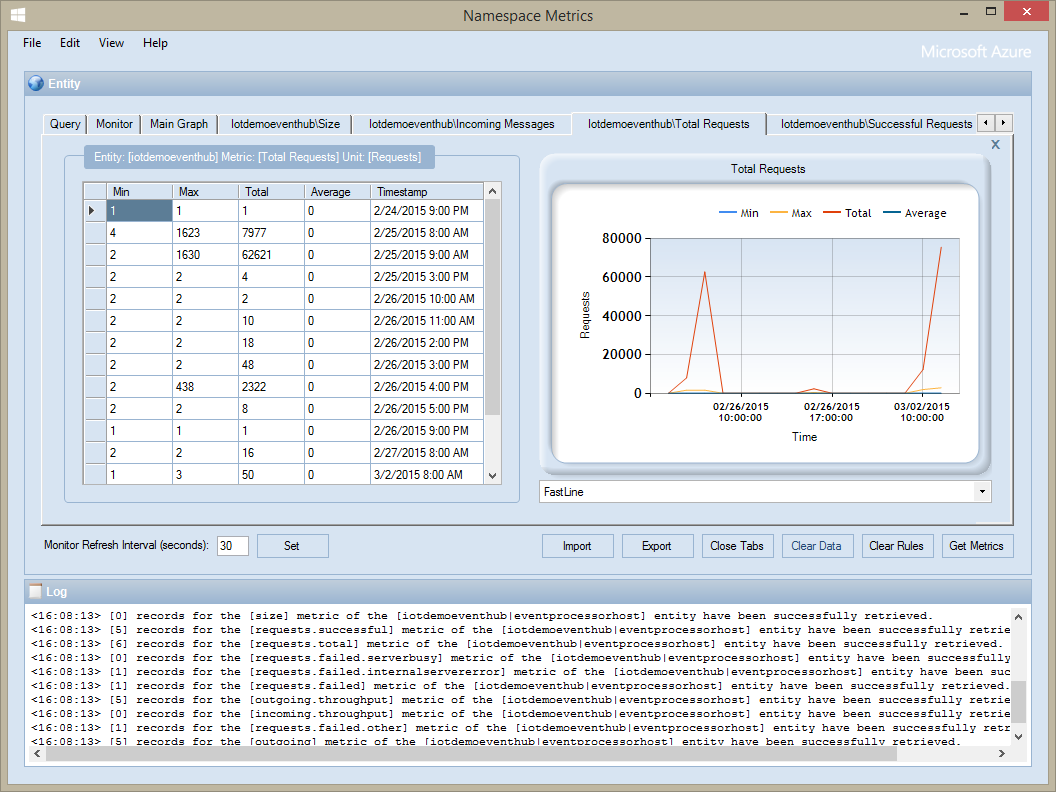 Namespace Metrics
File Edit View Help
Microsoft Azure
Entity
Query Monitor Main Graph Iotdemoeventhub\Size Iotdemoeventhub\Incoming Messages Iotdemoeventhub\Total Requests Iotdemoeventhub\Successful Requests
X
Entity: [iotdemoeventhub] Metric: [Total Requests] Unit: [Requests]
Min Max Total Average Timestamp
1 1 1 0 2/24/2015 9:00 PM
4 1623 7977 0 2/25/2015 8:00 AM
2 1630 62621 0 2/25/2015 9:00 AM
2 2 4 0 2/25/2015 3:00 PM
2 2 2 0 2/26/2015 10:00 AM
2 2 10 0 2/26/2015 11:00 AM
2 2 18 0 2/26/2015 2:00 PM
2 2 48 0 2/26/2015 3:00 PM
2 438 2322 0 2/26/2015 4:00 PM
2 2 8 0 2/26/2015 5:00 PM
1 1 1 0 2/26/2015 9:00 PM
2 2 16 0 2/27/2015 8:00 AM
1 3 50 0 3/2/2015 8:00 AM
Total Requests
Min Max Total Average
80000
60000
40000
20000
0
Requests
02/26/2015 02/26/2015 03/02/2015
10:00:00 17:00:00 10:00:00
Time
FastLine
Monitor Refresh Interval (seconds): 30 Set Import Export Close Tabs Clear Data Clear Rules Get Metrics
Log
<16:08:13> [0] records for the [size] metric of the [iotdemoeventhub|eventprocessorhost] entity have been successfully retrieved.
<16:08:13> [5] records for the [requests.successful] metric of the [iotdemoeventhub|eventprocessorhost] entity have been successfully retrie
<16:08:13> [6] records for the [requests.total] metric of the [iotdemoeventhub|eventprocessorhost] entity have been successfully retrieved.
<16:08:13> [0] records for the [requests.failed.serverbusy] metric of the [iotdemoeventhub|eventprocessorhost] entity have been successfully
<16:08:13> [1] records for the [requests.failed.internalservererror] metric of the [iotdemoeventhub|eventprocessorhost] entity have been suc
<16:08:13> [1] records for the [requests.failed] metric of the [iotdemoeventhub|eventprocessorhost] entity have been successfully retrieved.
<16:08:13> [5] records for the [outgoing.throughput] metric of the [iotdemoeventhub|eventprocessorhost] entity have been successfully retrie
<16:08:13> [0] records for the [incoming.throughput] metric of the [iotdemoeventhub|eventprocessorhost] entity have been successfully retrie
<16:08:13> [1] records for the [requests.failed.other] metric of the [iotdemoeventhub|eventprocessorhost] entity have been successfully retr
<16:08:13> [5] records for the [outgoing] metric of the [iotdemoeventhub|eventprocessorhost] entity have been successfully retrieved.